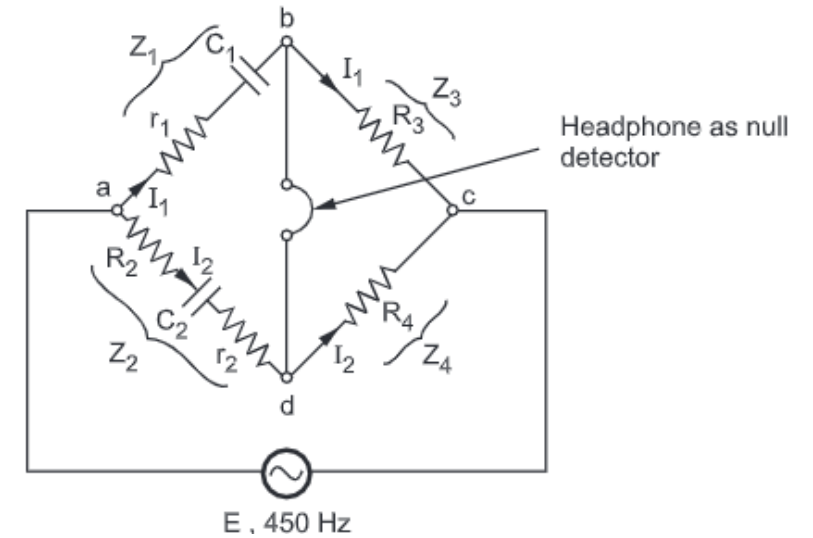 b
Z1
C1
I1
Z3
r1
R3
Headphone as null
detector
a
I1
c
R2
I2
C2
R4
Z2
r2
I2
Z4
d
E , 450 Hz